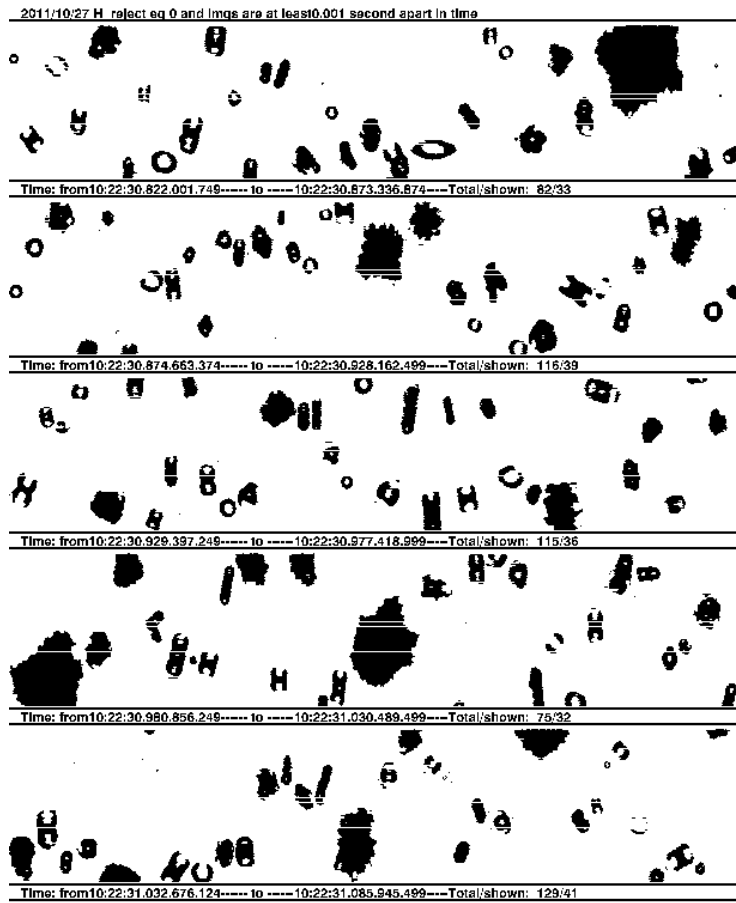 2011/10/27 H reject eq 0 and Imgs are at least0.001 second apart in time
Time: from10:22:30.822.001.749----- to -----10:22:30.873.336.874----Total/shown: 82/33
Time: from10:22:30.874.663.374----- to -----10:22:30.928.162.499----Total/shown: 116/39
Time: from10:22:30.929.397.249----- to -----10:22:30.977.418.999----Total/shown: 115/36
Time: from10:22:30.980.856.249----- to -----10:22:31.030.489.499----Total/shown: 75/32
Time: from10:22:31.032.676.124----- to -----10:22:31.085.945.499----Total/shown: 129/41